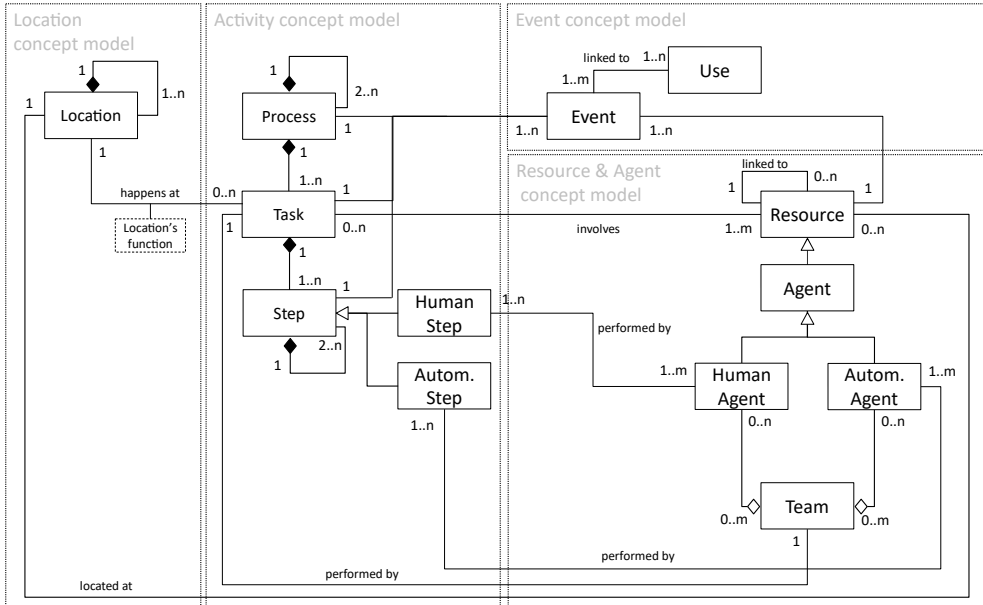 Location
concept model
Activity concept model
Event concept model
1
1..n
1
Location
1
happens at
0..n
Location's
function
1
2..n
Process
1
1
1..n
1
Task
1
0..n
1
1..n
1
Step
2..n
1
Human
Step
1..n
Autom.
Step
1..n
linked to
1..n
1..m
Use
Event
1..n
1..n
Resource & Agent
concept model
linked to
0..n
1
1
Resource
1..m
0..n
involves
Agent
performed by
1..m
1..m
Human
Agent
Autom.
Agent
0..n
0..n
Team
0..m
0..m
1
performed by
performed by
located at